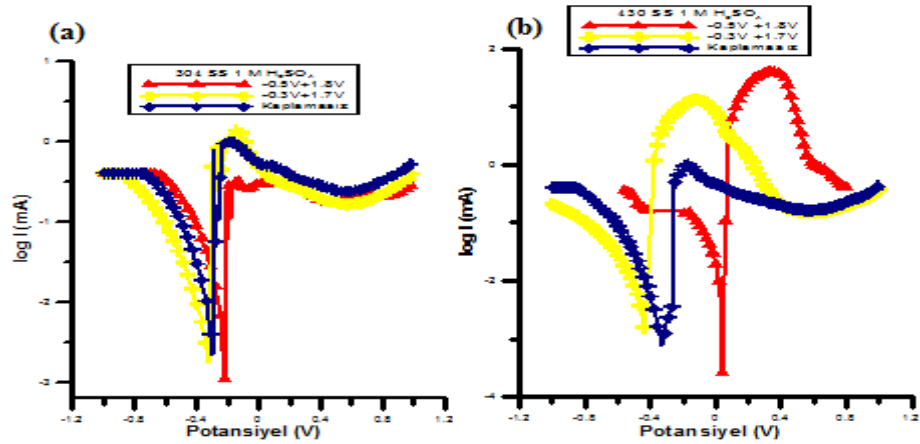 (a)
304 SS 1 M H₂SO₄
-0.5V+1.8V
-0.3V+1.7V
Kaplamasız
log I (mA)
1
0
-1
-2
-3
-1.2 -0.8 -0.4 0 0.4 0.8 1.2
Potansiyel (V)
(b)
430 SS 1 M H₂SO₄
-0.5V +1.8V
-0.3V +1.7V
Kaplamasız
log I (mA)
2
0
-2
-4
-1.2 -0.8 -0.4 0 0.4 0.8 1.2
Potansiyel (V)